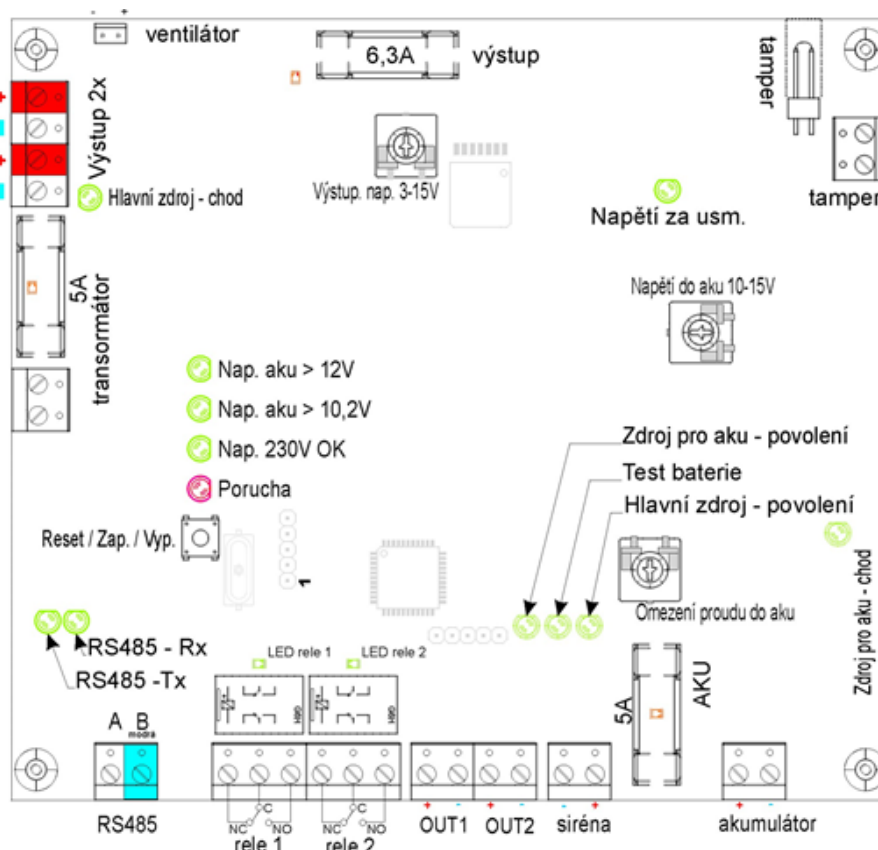 - +
ventilátor
6,3A
výstup
tamper
Výstup 2x
+
+
Hlavní zdroj - chod
Výstup. nap. 3-15V
Napětí za usm.
tamper
5A
transormátor
Napětí do aku 10-15V
Nap. aku > 12V
Nap. aku > 10,2V
Nap. 230V OK
Porucha
Zdroj pro aku - povolení
Test baterie
Hlavní zdroj - povolení
Reset / Zap. / Vyp.
1
Omezení proudu do aku
Zdroj pro aku - chod
RS485 - Rx
RS485 -Tx
LED rele 1
LED rele 2
5A
AKU
A B
modrá
+ - + - - + + -
C C
NC NO NC NO
RS485
rele 1
rele 2
OUT1
OUT2
siréna
akumulátor